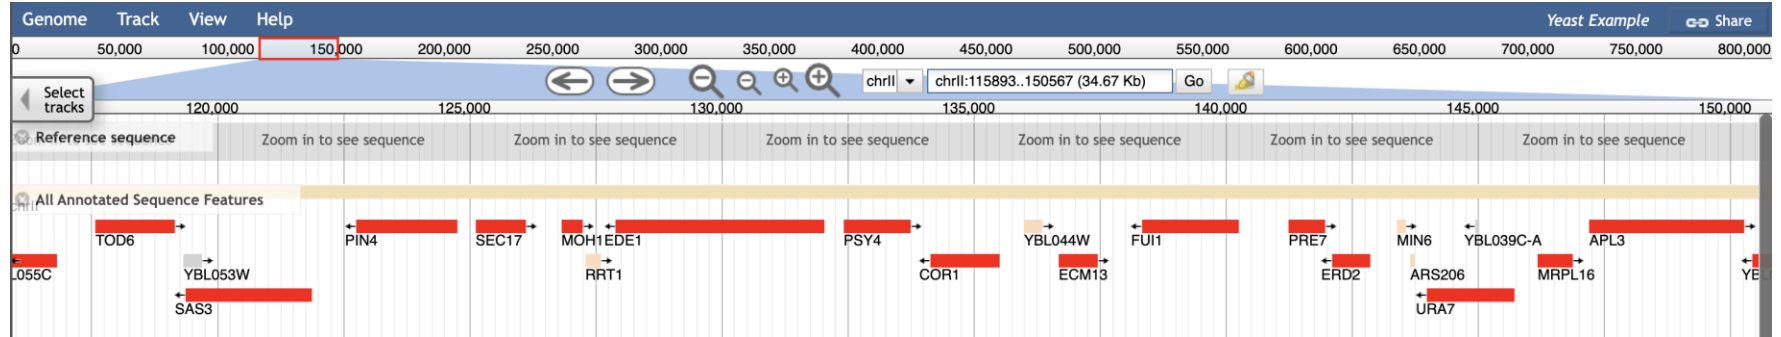 Genome Track View Help Yeast Example Share
0 50,000 100,000 150,000 200,000 250,000 300,000 350,000 400,000 450,000 500,000 550,000 600,000 650,000 700,000 750,000 800,000
Select
tracks
chrII chrII:115893..150567 (34.67 Kb) Go
120,000 125,000 130,000 135,000 140,000 145,000 150,000
Reference sequence Zoom in to see sequence Zoom in to see sequence Zoom in to see sequence Zoom in to see sequence Zoom in to see sequence Zoom in to see sequence
All Annotated Sequence Features
chrII
TOD6 PIN4 SEC17 MOH1 EDE1 PSY4 YBL044W FUI1 PRE7 MIN6 YBL039C-A APL3
L055C YBL053W RRT1 COR1 ECM13 ERD2 ARS206 MRPL16 YBL
SAS3 URA7